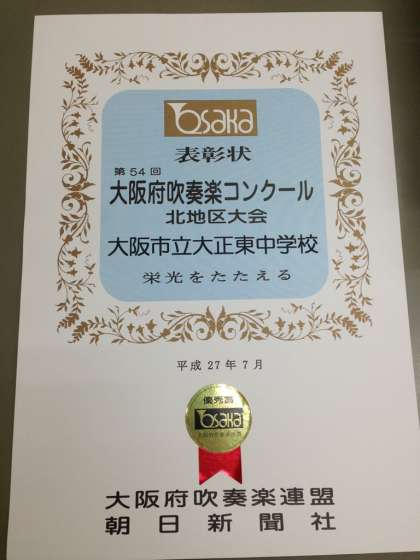 Osaka
表彰状
第54回
大阪府吹奏楽コンクール
北地区大会
大阪市立大正東中学校
栄光をたたえる
平成27年7月
優秀賞
Osaka
大阪府吹奏楽連盟
朝日新聞社